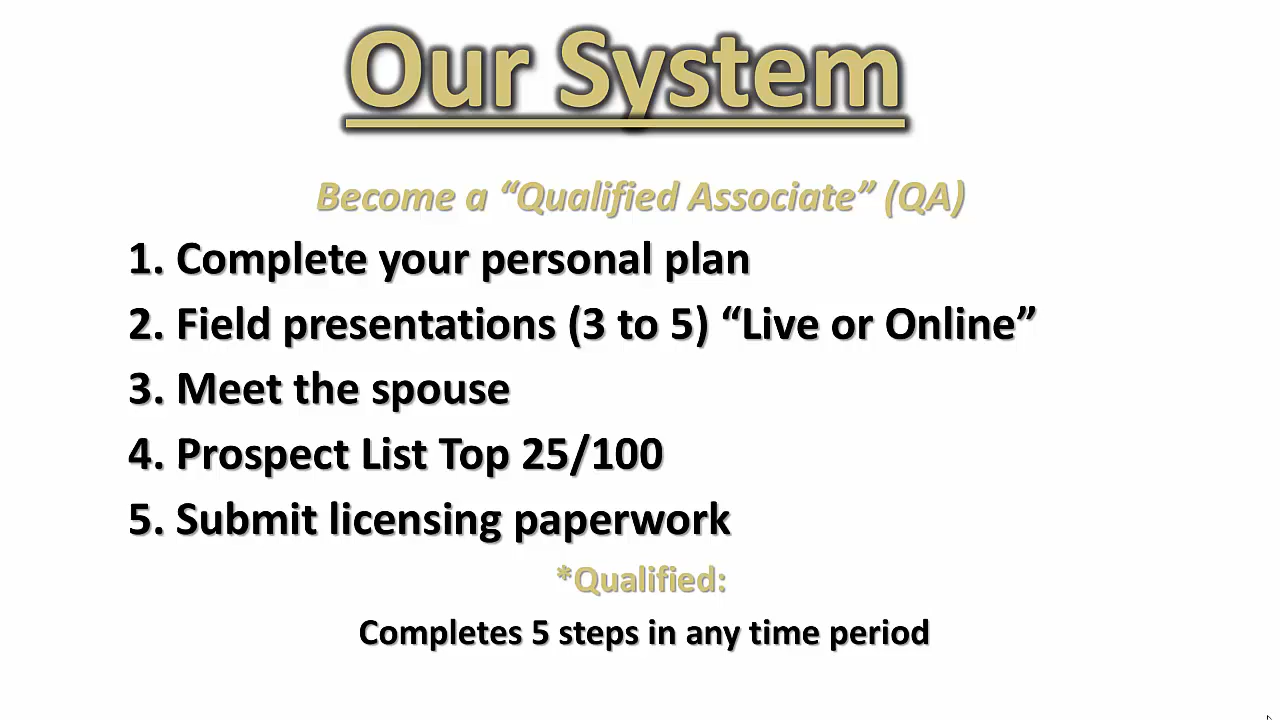 Our System
Become a “Qualified Associate” (QA)
1. Complete your personal plan
2. Field presentations (3 to 5) “Live or Online”
3. Meet the spouse
4. Prospect List Top 25/100
5. Submit licensing paperwork
*Qualified:
Completes 5 steps in any time period